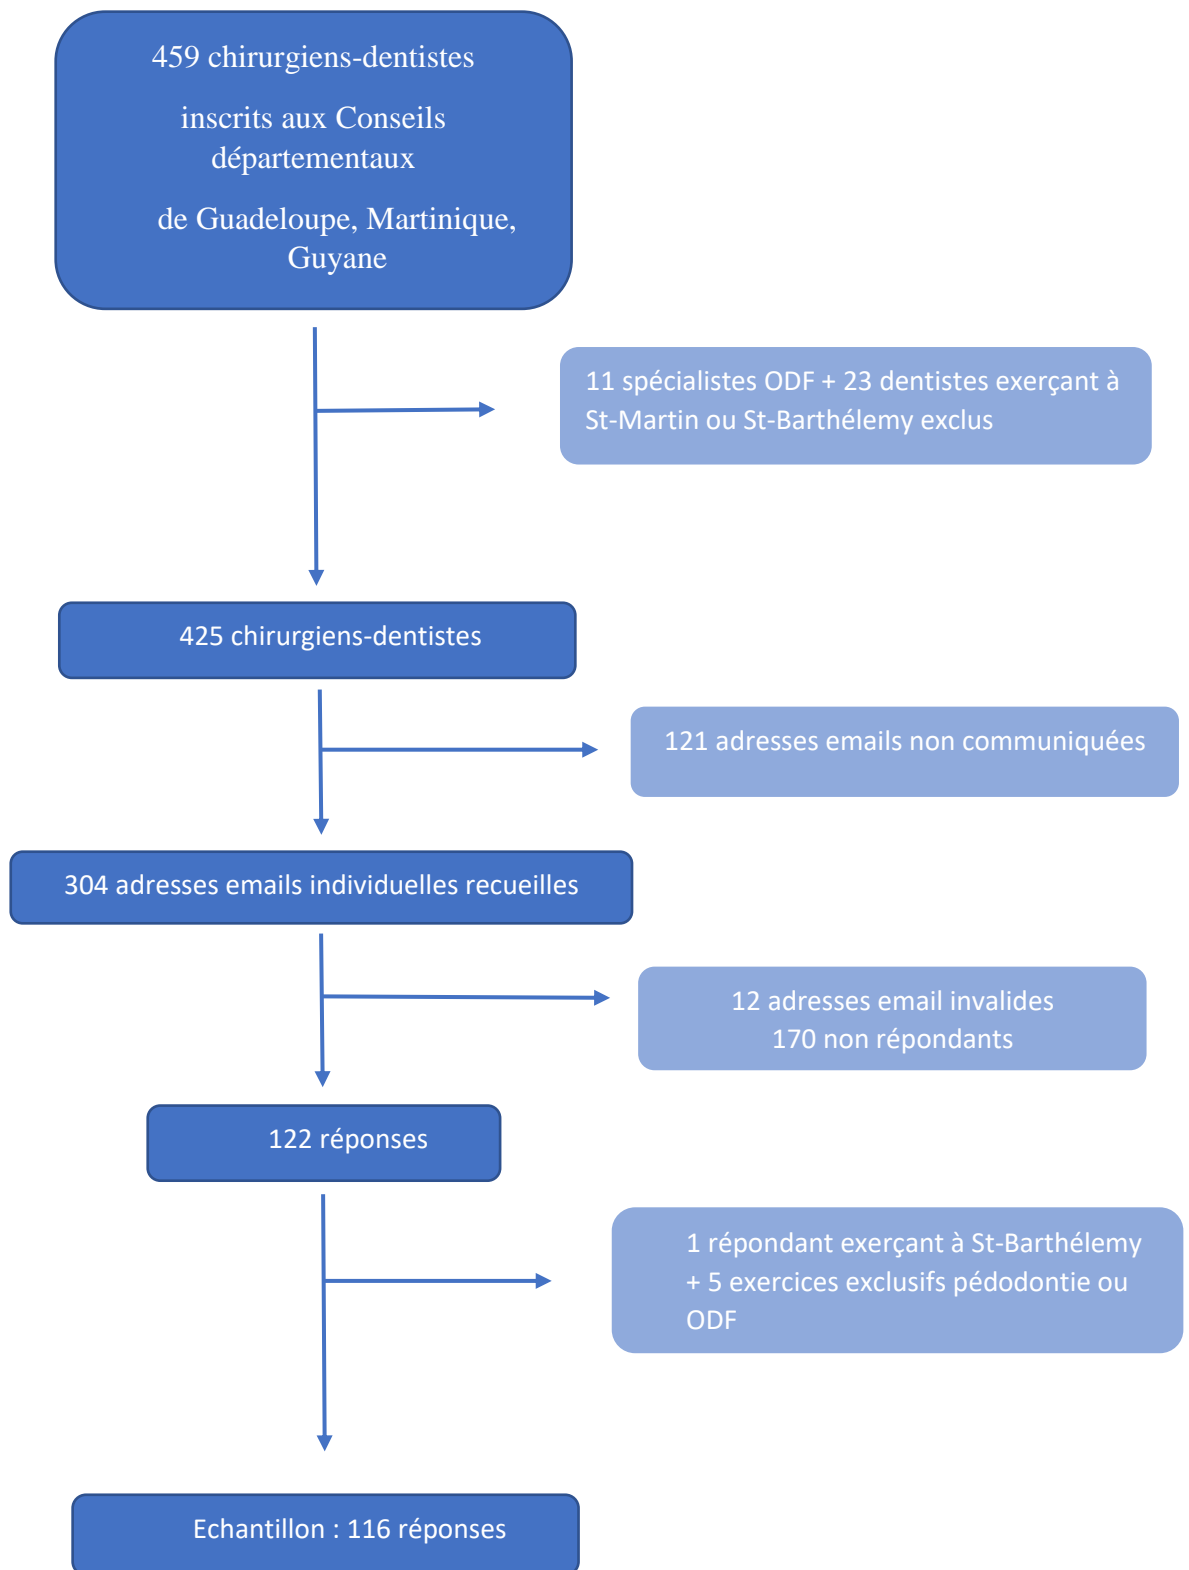 459 chirurgiens-dentistes
inscrits aux Conseils
départementaux
de Guadeloupe, Martinique,
Guyane
11 spécialistes ODF + 23 dentistes exerçant à
St-Martin ou St-Barthélemy exclus
425 chirurgiens-dentistes
121 adresses emails non communiquées
304 adresses emails individuelles recueilles
12 adresses email invalides
170 non répondants
122 réponses
1 répondant exerçant à St-Barthélemy
+ 5 exercices exclusifs pédodontie ou
ODF
Echantillon : 116 réponses